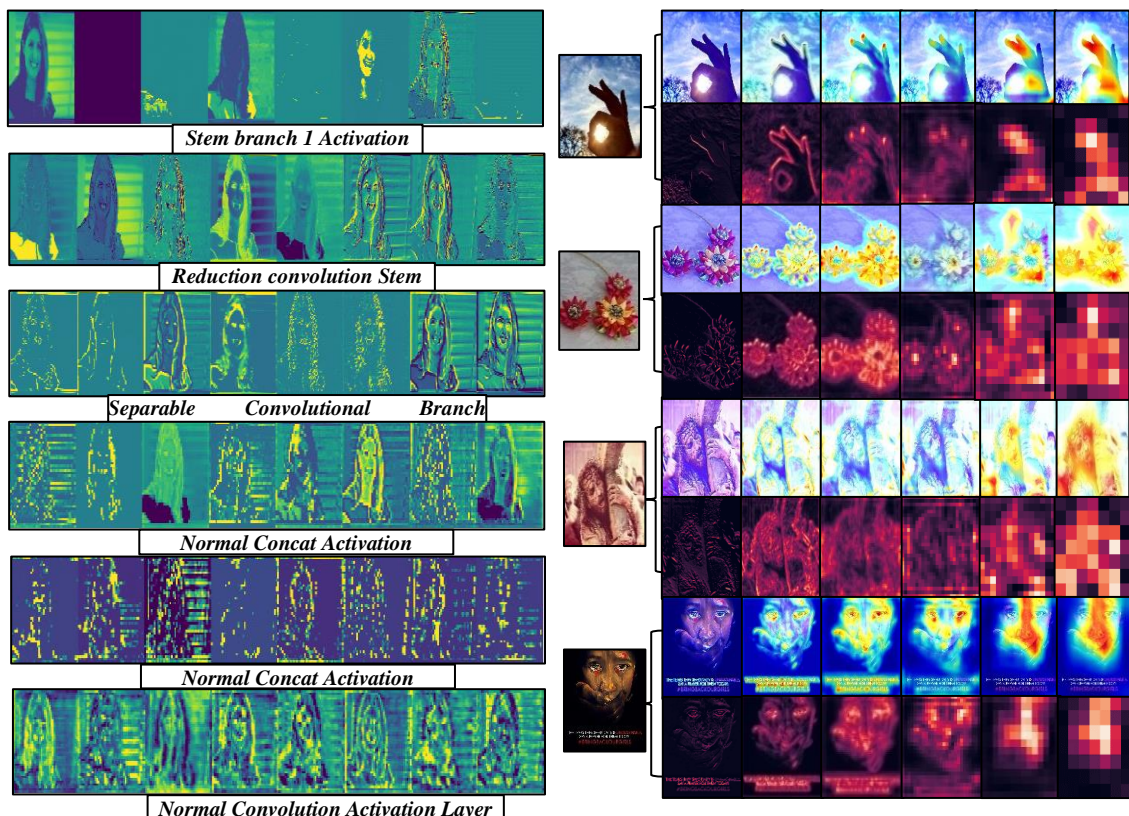 Stem branch 1 Activation
Reduction convolution Stem
Separable Convolutional Branch
Normal Concat Activation
Normal Concat Activation
Normal Convolution Activation Layer